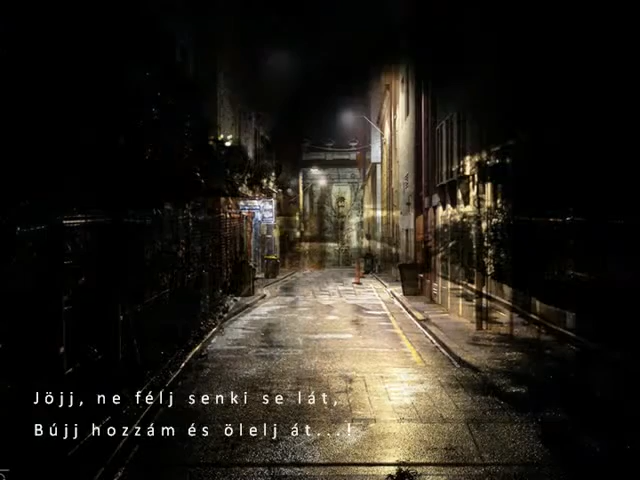 Jöjj, ne félj senki se lát,
Bújj hozzám és ölelj át...!